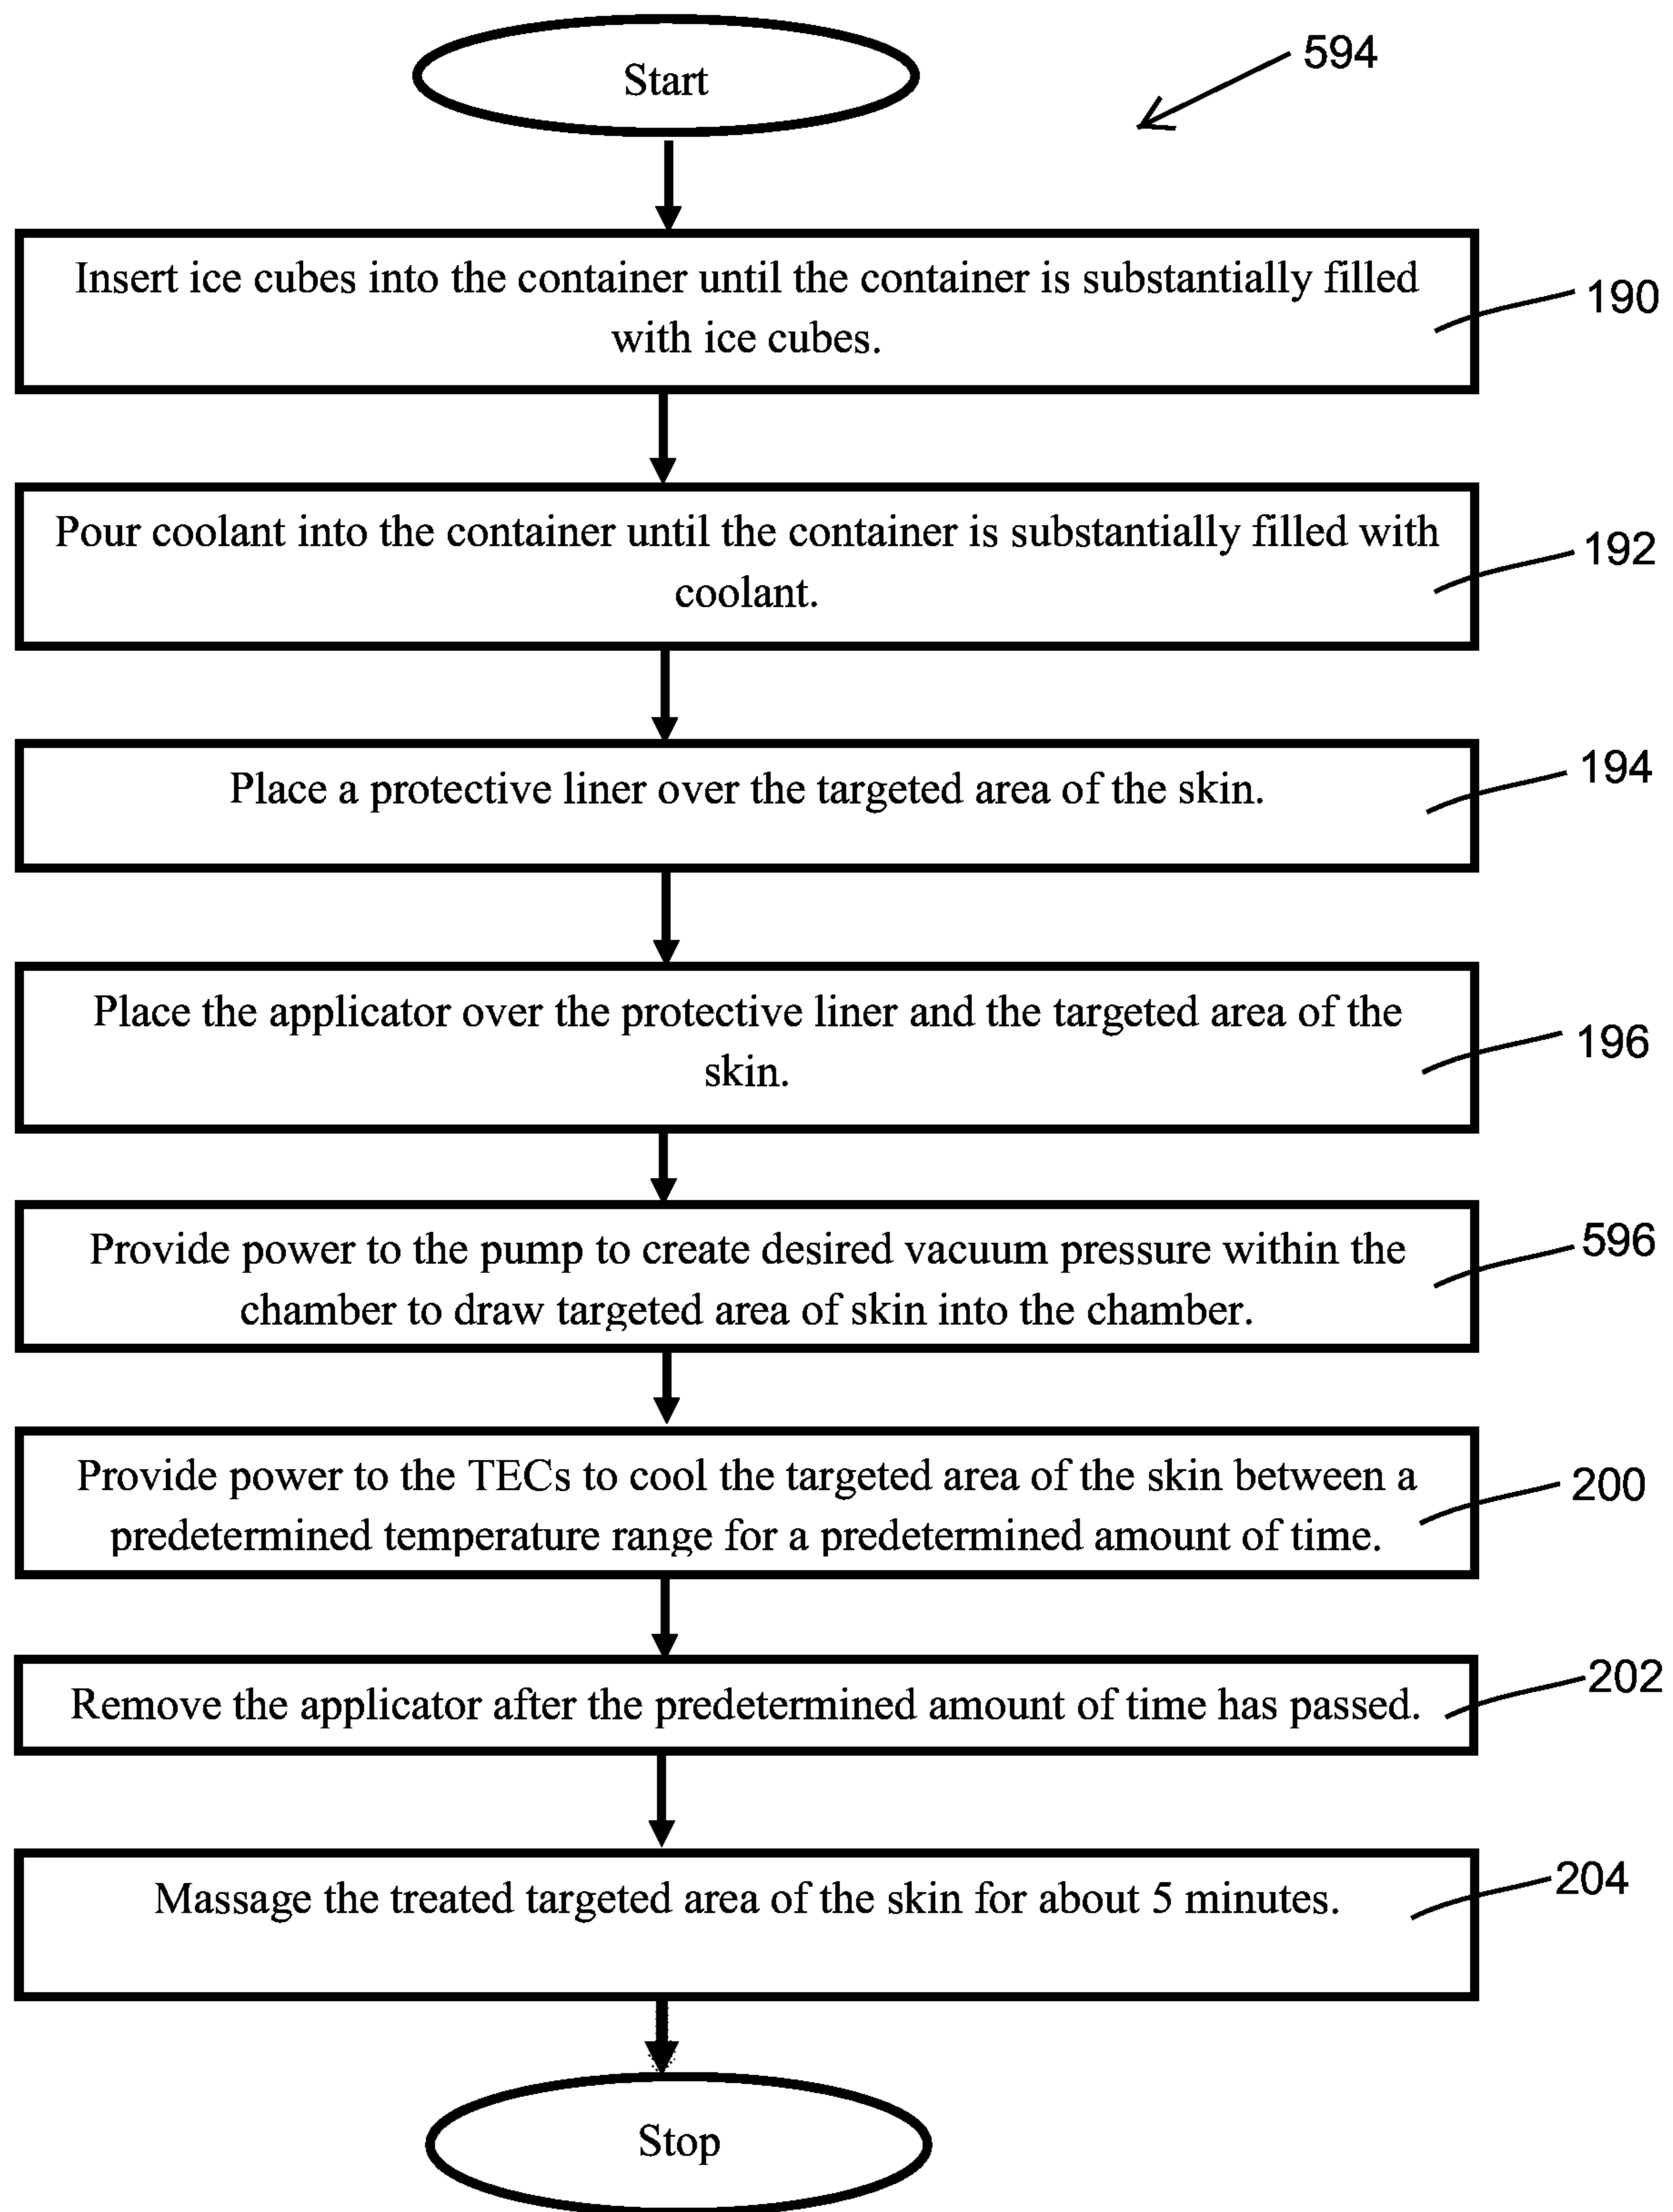 Start
594
Insert ice cubes into the container until the container is substantially filled
with ice cubes.
190
Pour coolant into the container until the container is substantially filled with
coolant.
192
Place a protective liner over the targeted area of the skin.
194
Place the applicator over the protective liner and the targeted area of the
skin.
196
Provide power to the pump to create desired vacuum pressure within the
chamber to draw targeted area of skin into the chamber.
596
Provide power to the TECs to cool the targeted area of the skin between a
predetermined temperature range for a predetermined amount of time.
200
Remove the applicator after the predetermined amount of time has passed.
202
Massage the treated targeted area of the skin for about 5 minutes.
204
Stop